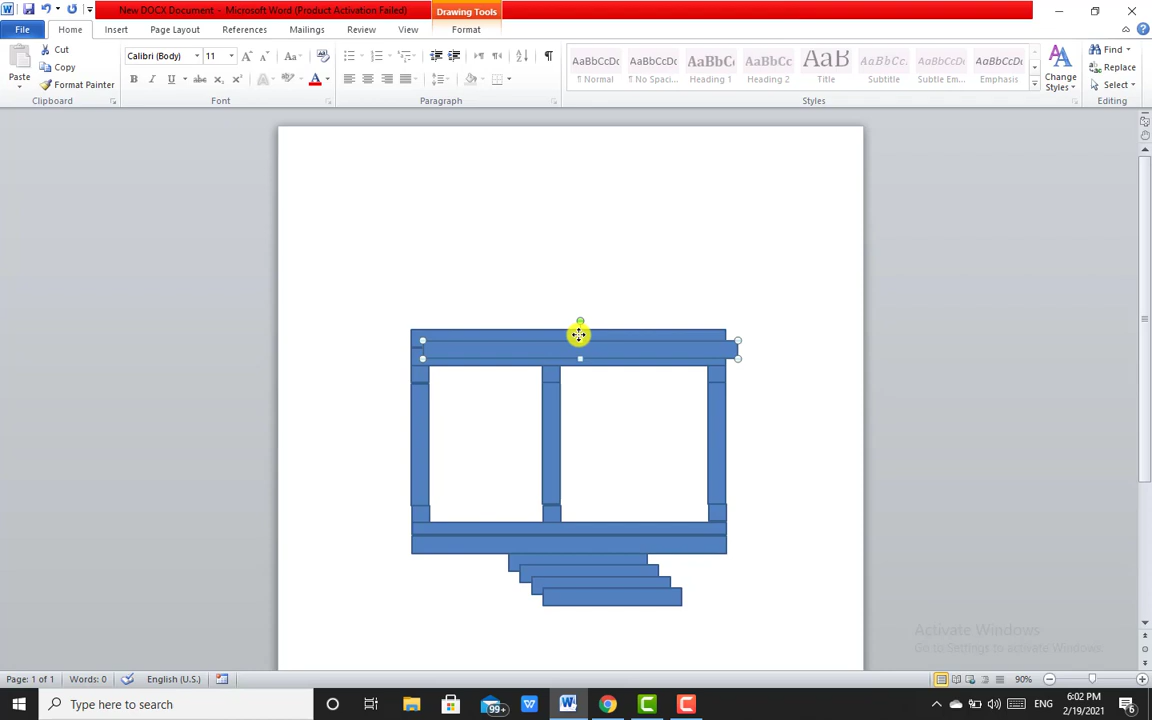 New DOCX Document - Microsoft Word (Product Activation Failed)
Drawing Tools
File
Home
Insert
Page Layout
References
Mailings
Review
View
Format
Paste
Cut
Copy
Format Painter
Clipboard
Calibri (Body)
11
Font
Paragraph
AaBbCcDc
¶ Normal
AaBbCcDc
¶ No Spaci...
AaBbC
Heading 1
AaBbCc
Heading 2
AaB
Title
AaBbCc.
Subtitle
AaBbCcDc
Subtle Em...
AaBbCcDc
Emphasis
Styles
Change
Styles
Find
Replace
Select
Editing
Activate Windows
Go to Settings to activate Windows.
Page: 1 of 1
Words: 0
English (U.S.)
90%
Type here to search
99+
ENG
6:02 PM
2/19/2021
6